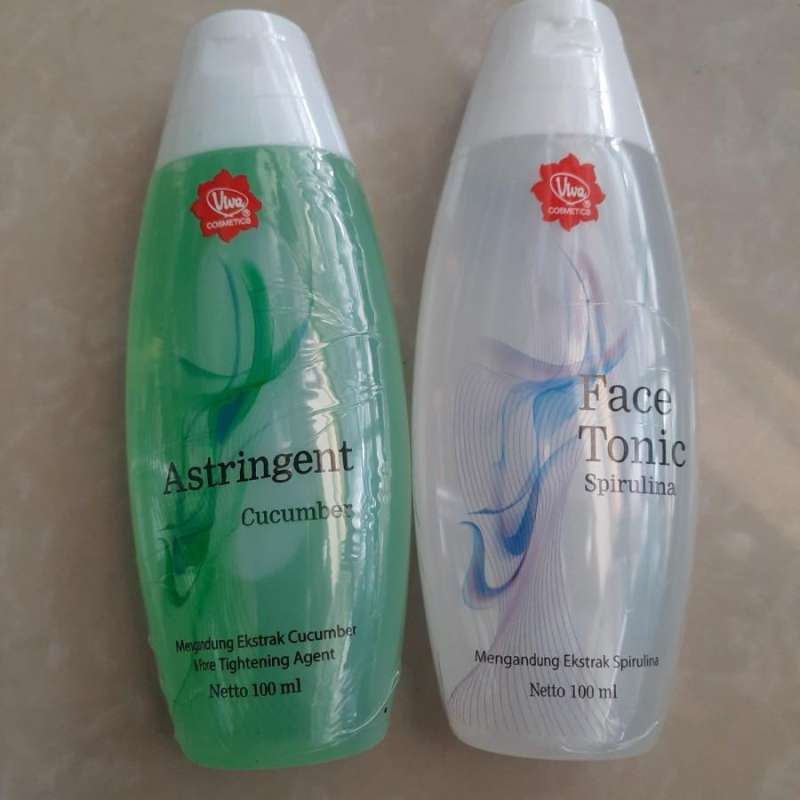 Viva®
COSMETICS
Astringent
Cucumber
Mengandung Ekstrak Cucumber
& Pore Tightening Agent
Netto 100 ml
Viva
COSMETICS®
Face
Tonic
Spirulina
Mengandung Ekstrak Spirulina
Netto 100 ml